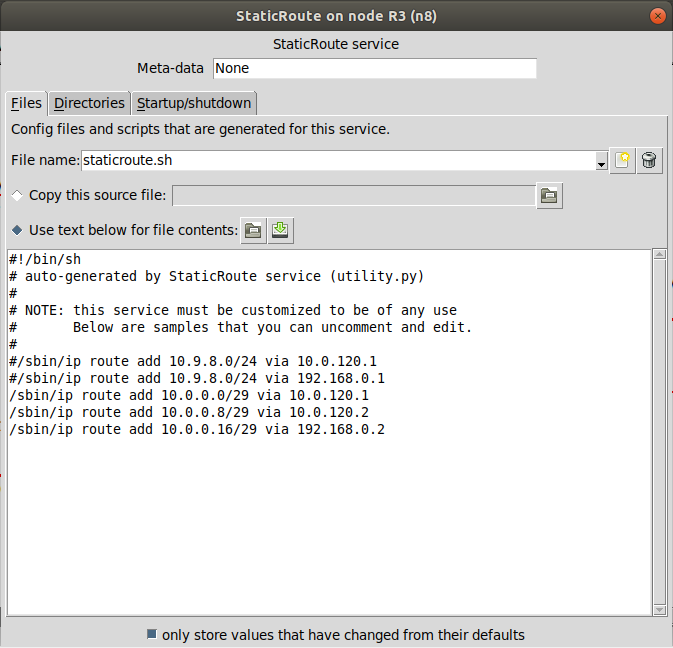 StaticRoute on node R3 (n8)
StaticRoute service
Meta-data None
Files Directories Startup/shutdown
Config files and scripts that are generated for this service.
File name: staticroute.sh
Copy this source file:
Use text below for file contents:
#!/bin/sh
# auto-generated by StaticRoute service (utility.py)
#
# NOTE: this service must be customized to be of any use
#       Below are samples that you can uncomment and edit.
#
#/sbin/ip route add 10.9.8.0/24 via 10.0.120.1
#/sbin/ip route add 10.9.8.0/24 via 192.168.0.1
/sbin/ip route add 10.0.0.0/29 via 10.0.120.1
/sbin/ip route add 10.0.0.8/29 via 10.0.120.2
/sbin/ip route add 10.0.0.16/29 via 192.168.0.2
only store values that have changed from their defaults